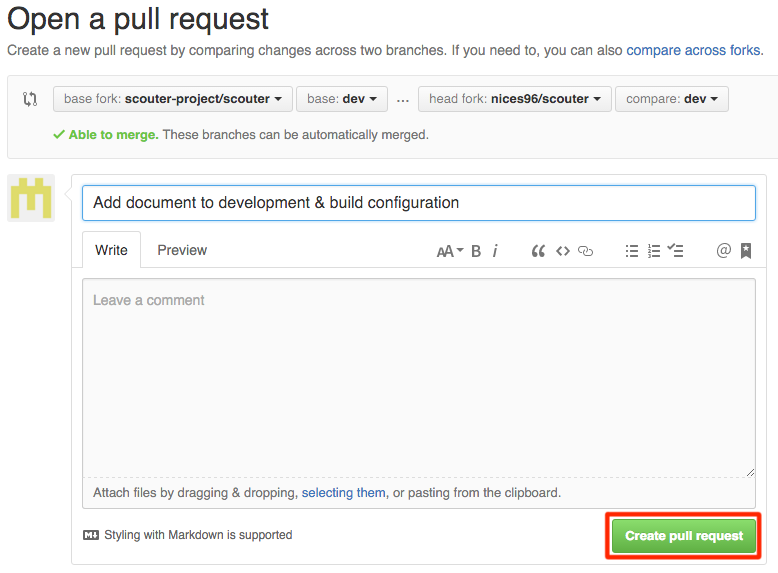 Open a pull request
Create a new pull request by comparing changes across two branches. If you need to, you can also compare across forks.
base fork: scouter-project/scouter base: dev ... head fork: nices96/scouter compare: dev
Able to merge. These branches can be automatically merged.
Add document to development & build configuration
Write Preview AA B i @
Leave a comment
Attach files by dragging & dropping, selecting them, or pasting from the clipboard.
Styling with Markdown is supported
Create pull request